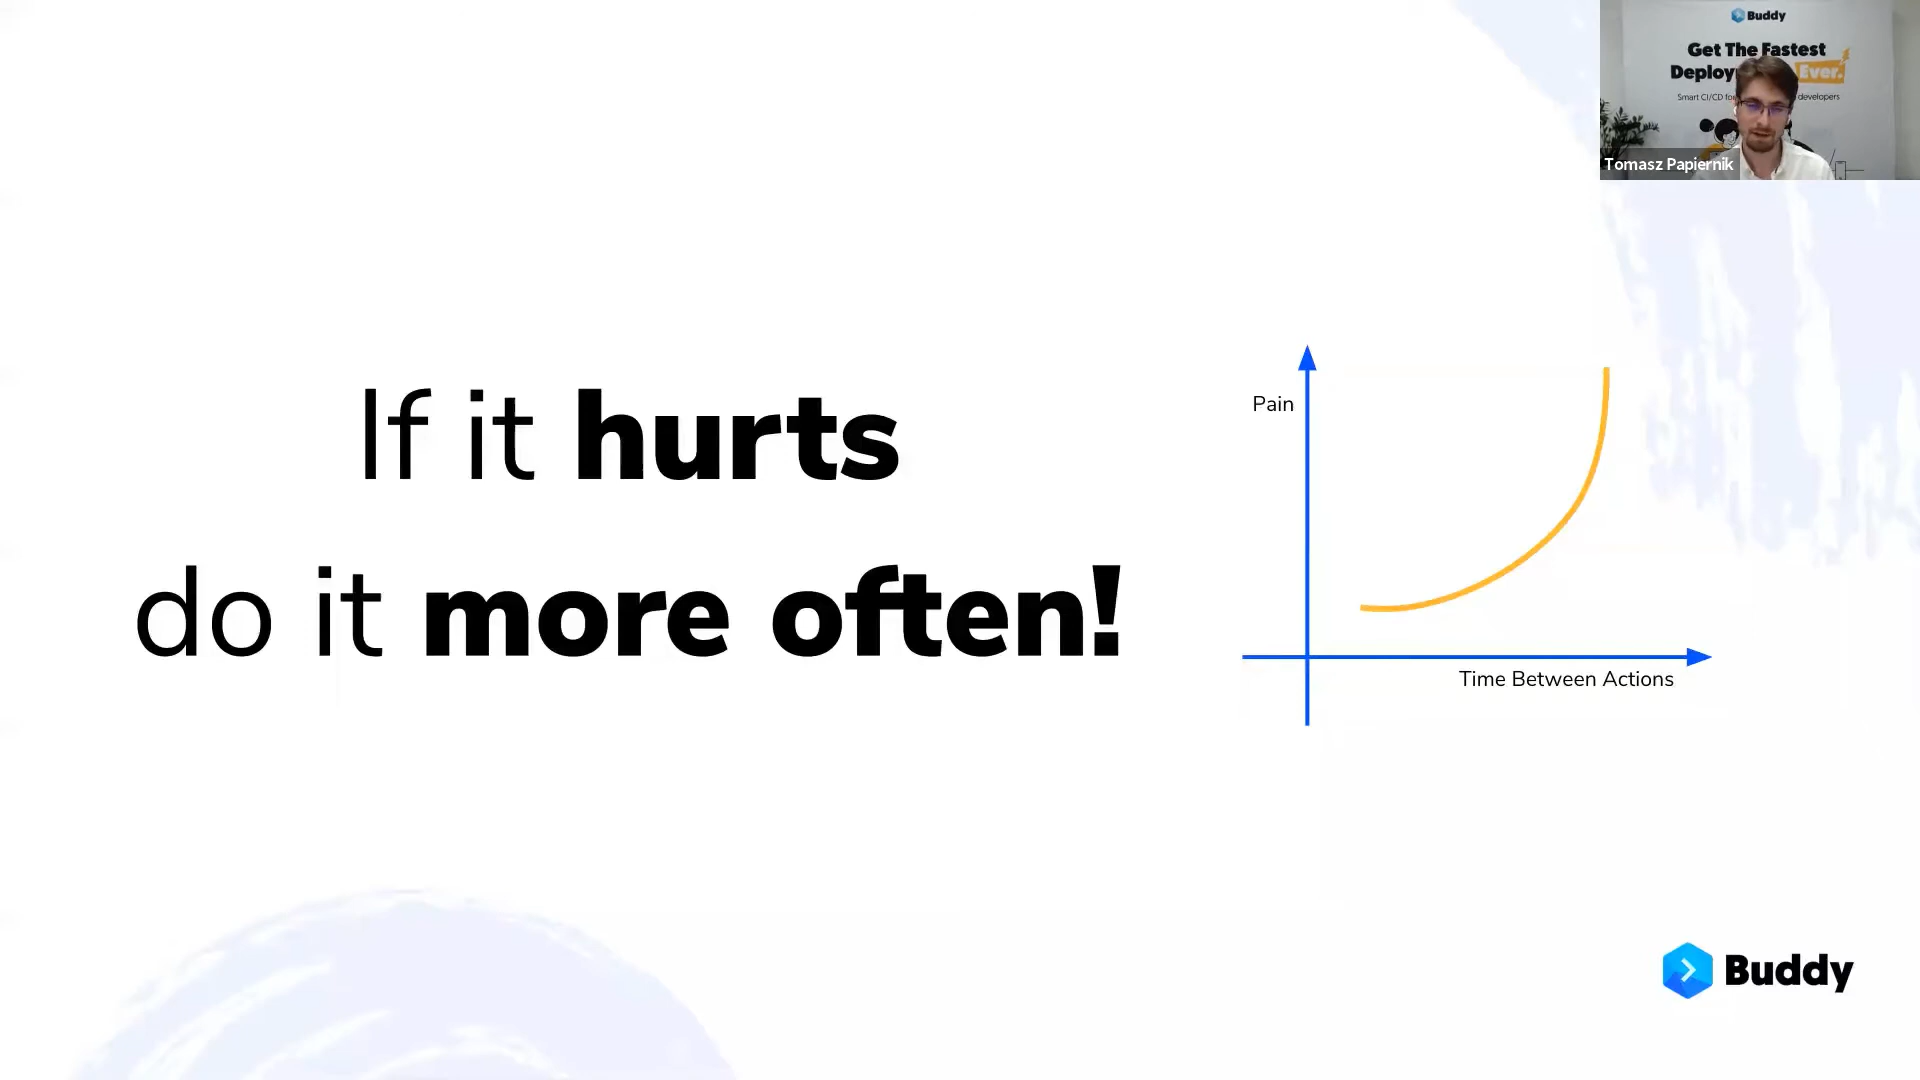 If it hurts
do it more often!
Pain
Time Between Actions
Buddy
Buddy
Get The Fastest
Deploy Ever.
Smart CI/CD for developers
Tomasz Papiernik